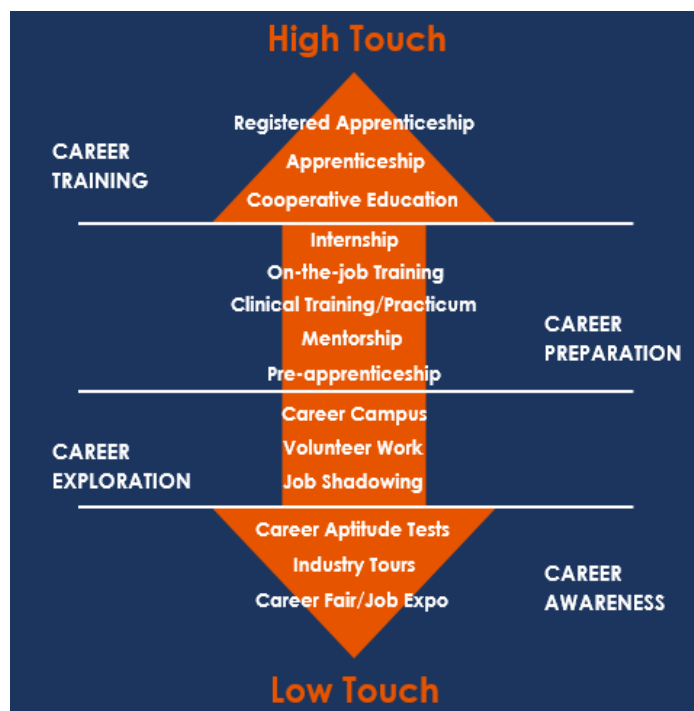 High Touch
Registered Apprenticeship
CAREER
TRAINING
Apprenticeship
Cooperative Education
Internship
On-the-job Training
Clinical Training/Practicum
CAREER
PREPARATION
Mentorship
Pre-apprenticeship
Career Campus
CAREER
EXPLORATION
Volunteer Work
Job Shadowing
Career Aptitude Tests
Industry Tours
CAREER
AWARENESS
Career Fair/Job Expo
Low Touch